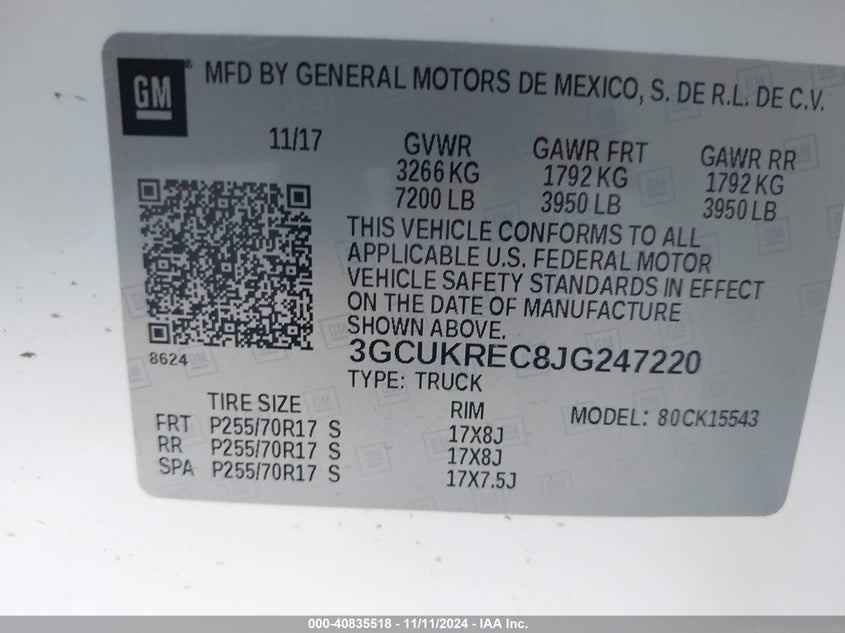 GM® MFD BY GENERAL MOTORS DE MEXICO, S. DE R.L. DE C.V.
11/17 GVWR GAWR FRT GAWR RR
3266 KG 1792 KG 1792 KG
7200 LB 3950 LB 3950 LB
THIS VEHICLE CONFORMS TO ALL
APPLICABLE U.S. FEDERAL MOTOR
VEHICLE SAFETY STANDARDS IN EFFECT
ON THE DATE OF MANUFACTURE
SHOWN ABOVE.
8624
3GCUKREC8JG247220
TYPE: TRUCK
TIRE SIZE RIM MODEL: 80CK15543
FRT P255/70R17 S 17X8J
RR P255/70R17 S 17X8J
SPA P255/70R17 S 17X7.5J
000-40835518 - 11/11/2024 - IAA Inc.